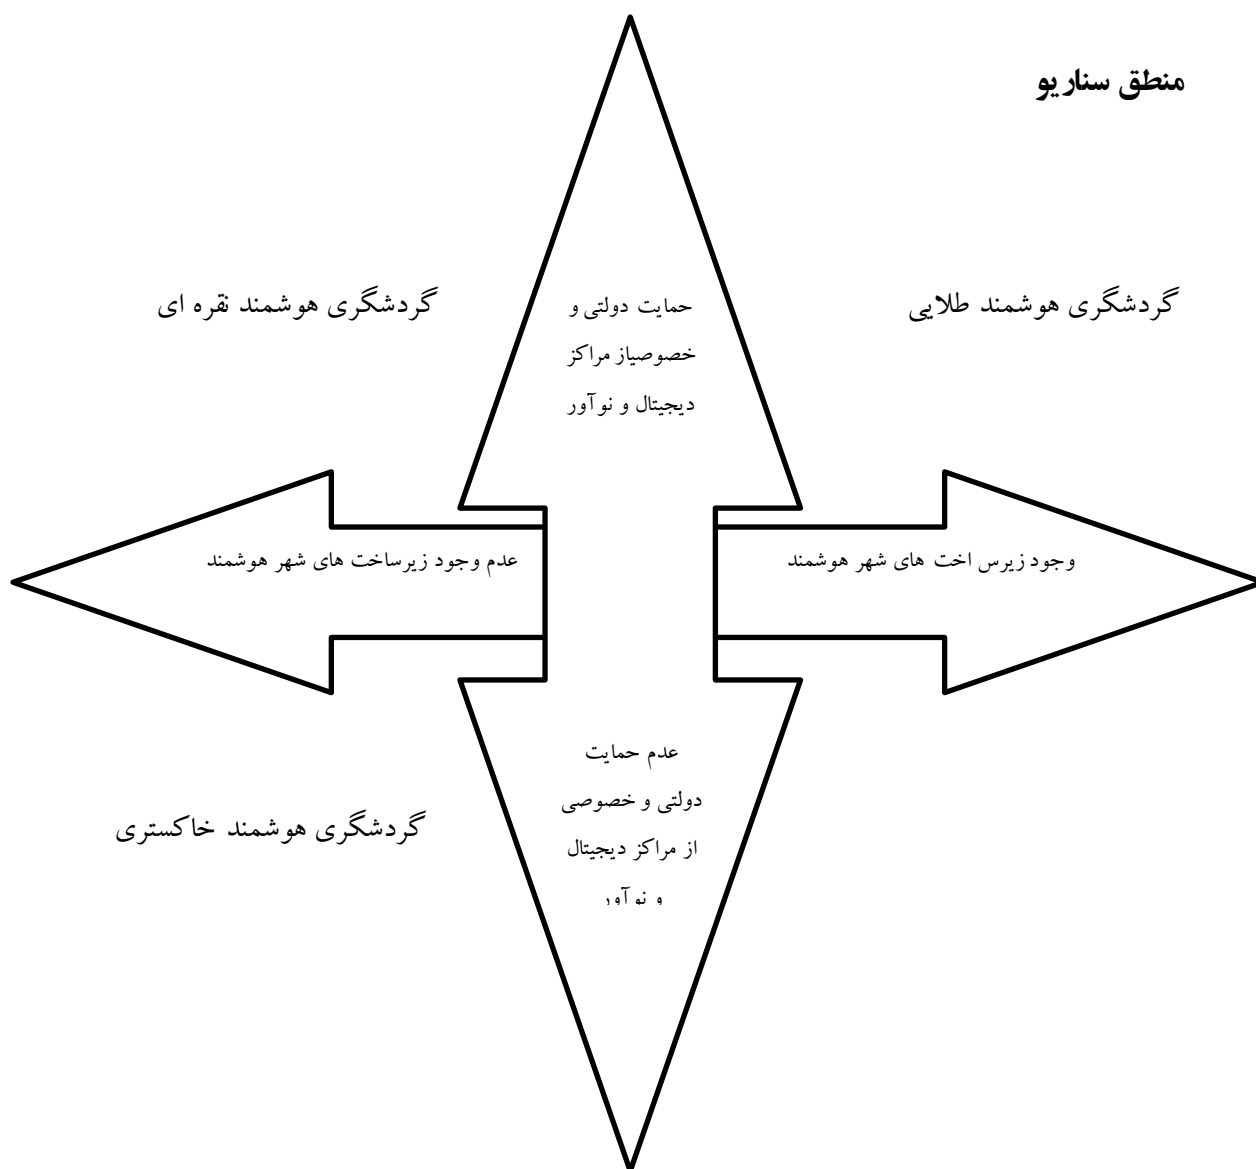 منطق سناریو
گردشگری هوشمند طلایی
گردشگری هوشمند نقره ای
حمایت دولتی و
خصوصیاز مراکز
دیجیتال و نوآور
وجود زیرس اخت های شهر هوشمند
عدم وجود زیرساخت های شهر هوشمند
عدم حمایت
دولتی و خصوصی
از مراکز دیجیتال
و نوآور
گردشگری هوشمند خاکستری